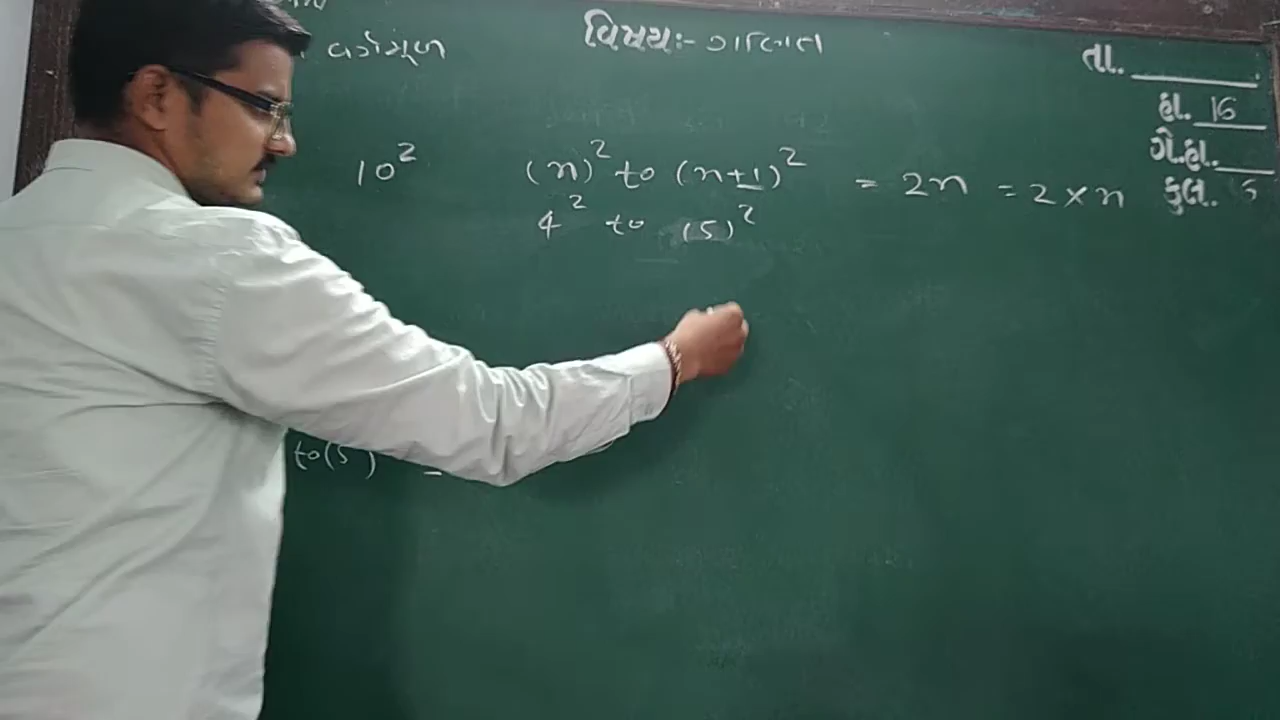 વિષય:- ગણિત
તા.
વર્ગમૂળ
હા. 16
ગે.હા.
કુલ.
10²
(n)² to (n+1)² = 2n = 2 × n
4² to (5)²
to (5)